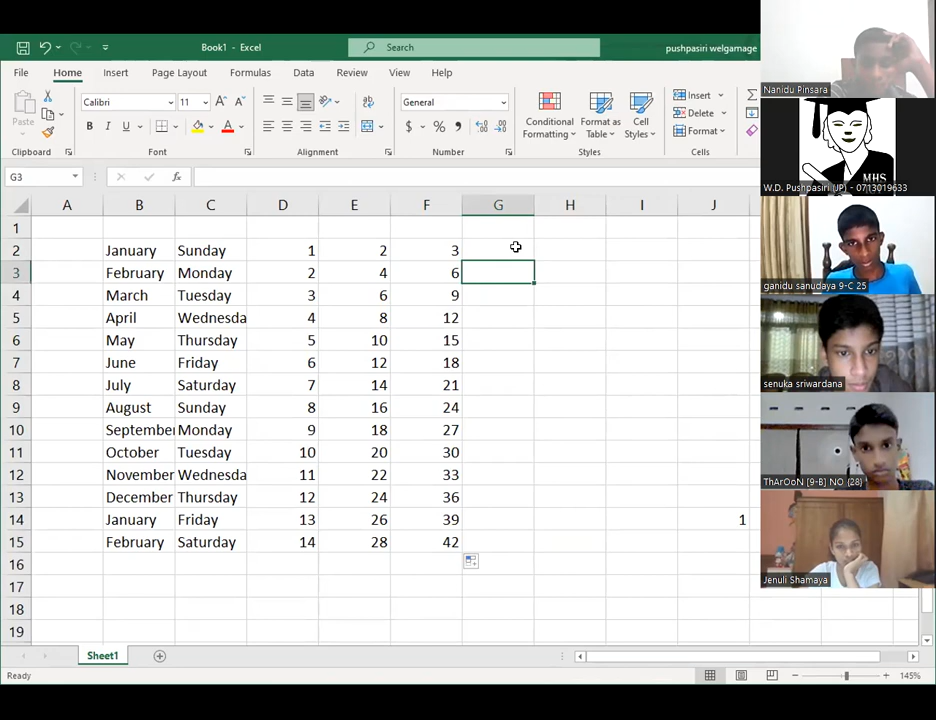 Book1 - Excel
Search
pushpasiri welgamage
File Home Insert Page Layout Formulas Data Review View Help
Paste
Calibri 11
General
Conditional Formatting
Format as Table
Cell Styles
Insert
Delete
Format
Clipboard Font Alignment Number Styles Cells
G3
fx
A B C D E F G H I J
1
2 January Sunday 1 2 3
3 February Monday 2 4 6
4 March Tuesday 3 6 9
5 April Wednesda 4 8 12
6 May Thursday 5 10 15
7 June Friday 6 12 18
8 July Saturday 7 14 21
9 August Sunday 8 16 24
10 September Monday 9 18 27
11 October Tuesday 10 20 30
12 November Wednesda 11 22 33
13 December Thursday 12 24 36
14 January Friday 13 26 39 1
15 February Saturday 14 28 42
16
17
18
19
Sheet1
Ready
145%
Nanidu Pinsara
MHS
W.D. Pushpasiri (JP) - 0713019633
ganidu sanudaya 9-C 25
senuka sriwardana
ThArOoN [9-B] NO (28)
Jenuli Shamaya